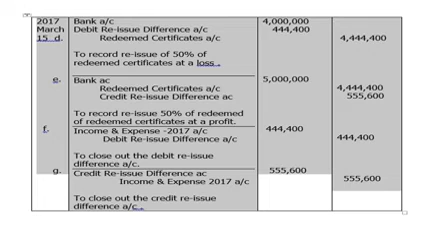 2017 Bank a/c 4,000,000
March Debit Re-issue Difference a/c 444,400
15 d. Redeemed Certificates a/c 4,444,400
To record re-issue of 50% of
redeemed certificates at a loss .
e. Bank ac 5,000,000
Redeemed Certificates a/c 4,444,400
Credit Re-issue Difference ac 555,600
To record re-issue 50% of redeemed
of redeemed certificates at a profit.
f. Income & Expense -2017 a/c 444,400
Debit Re-issue Difference a/c 444,400
To close out the debit re-issue
difference a/c.
g. Credit Re-issue Difference ac 555,600
Income & Expense 2017 a/c 555,600
To close out the credit re-issue
difference a/c .